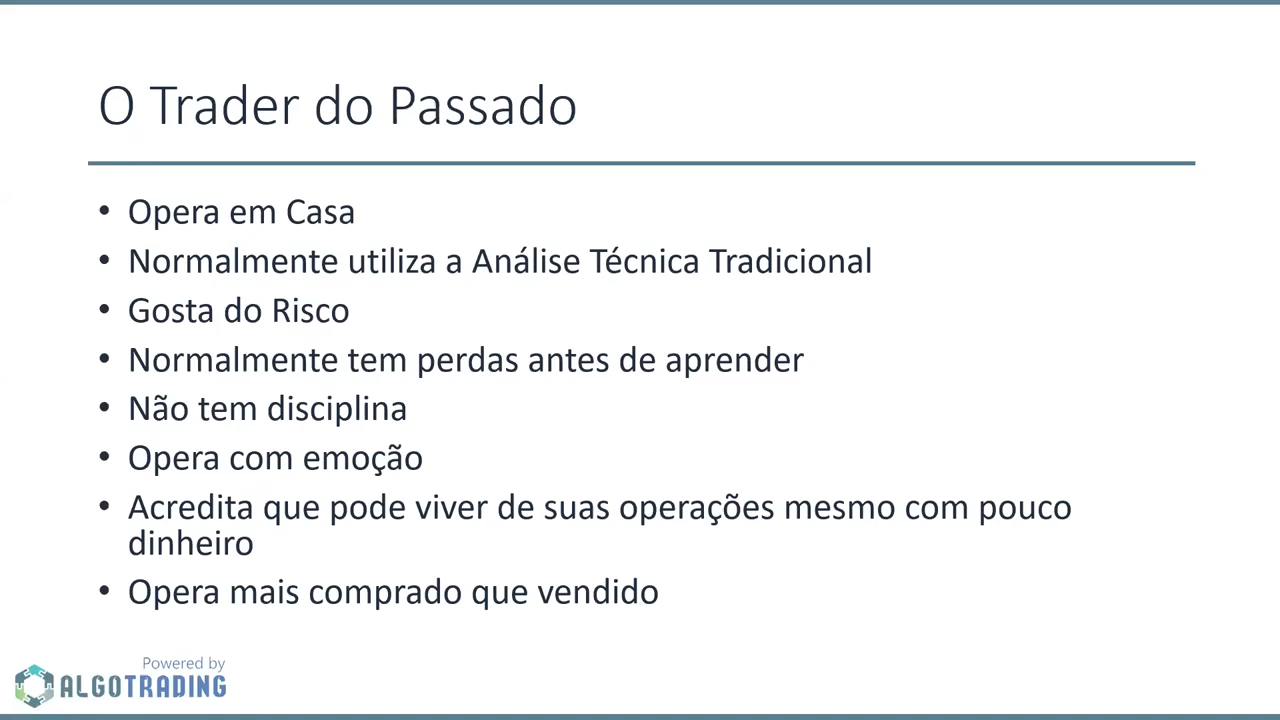 O Trader do Passado
• Opera em Casa
• Normalmente utiliza a Análise Técnica Tradicional
• Gosta do Risco
• Normalmente tem perdas antes de aprender
• Não tem disciplina
• Opera com emoção
• Acredita que pode viver de suas operações mesmo com pouco
dinheiro
• Opera mais comprado que vendido
Powered by
ALGOTRADING